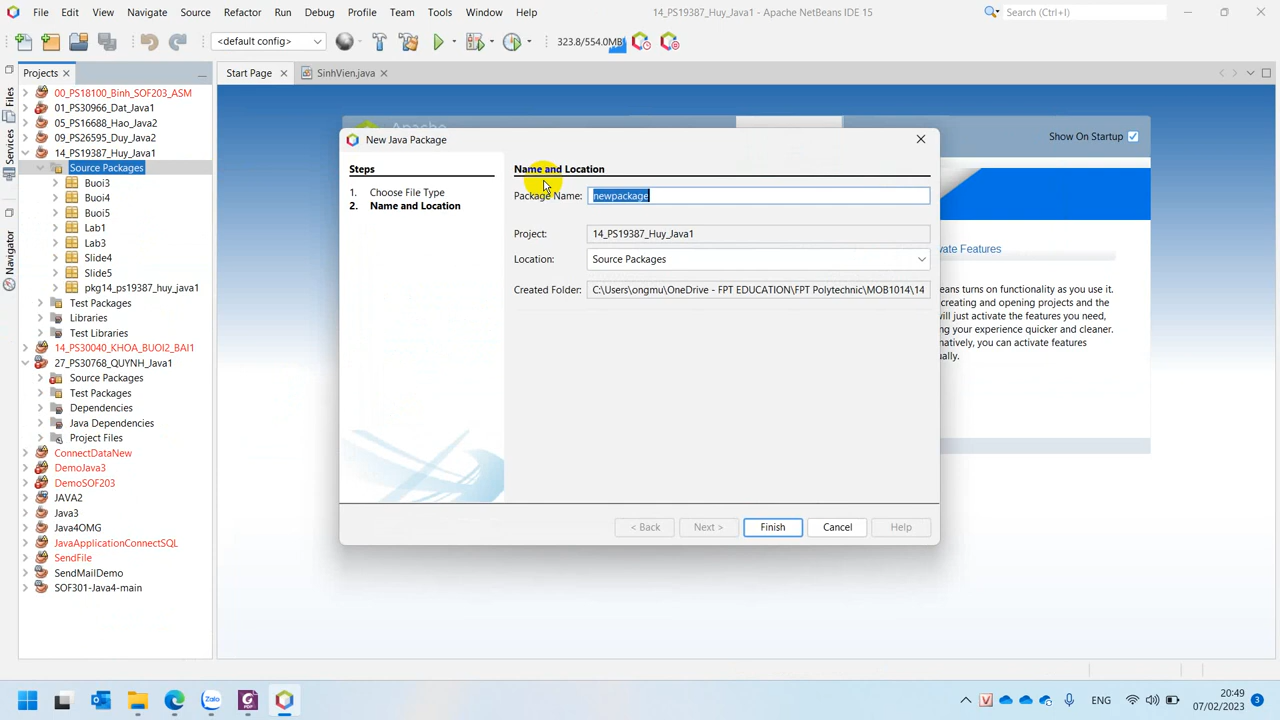 File Edit View Navigate Source Refactor Run Debug Profile Team Tools Window Help
14_PS19387_Huy_Java1 - Apache NetBeans IDE 15
Search (Ctrl+I)
<default config>
323.8/554.0MB
Files
Services
Navigator
Projects
Start Page
SinhVien.java
00_PS18100_Binh_SOF203_ASM
01_PS30966_Dat_Java1
05_PS16688_Hao_Java2
09_PS26595_Duy_Java2
14_PS19387_Huy_Java1
Source Packages
Buoi3
Buoi4
Buoi5
Lab1
Lab3
Slide4
Slide5
pkg14_ps19387_huy_java1
Test Packages
Libraries
Test Libraries
14_PS30040_KHOA_BUOI2_BAI1
27_PS30768_QUYNH_Java1
Source Packages
Test Packages
Dependencies
Java Dependencies
Project Files
ConnectDataNew
DemoJava3
DemoSOF203
JAVA2
Java3
Java4OMG
JavaApplicationConnectSQL
SendFile
SendMailDemo
SOF301-Java4-main
Show On Startup
vate Features
eans turns on functionality as you use it.
creating and opening projects and the
will just activate the features you need,
ng your experience quicker and cleaner.
natively, you can activate features
ually.
New Java Package
Steps
1. Choose File Type
2. Name and Location
Name and Location
Package Name: newpackage
Project: 14_PS19387_Huy_Java1
Location: Source Packages
Created Folder: C:\Users\ongmu\OneDrive - FPT EDUCATION\FPT Polytechnic\MOB1014\14
< Back
Next >
Finish
Cancel
Help
Zalo
PDF
ENG
20:49
07/02/2023
3